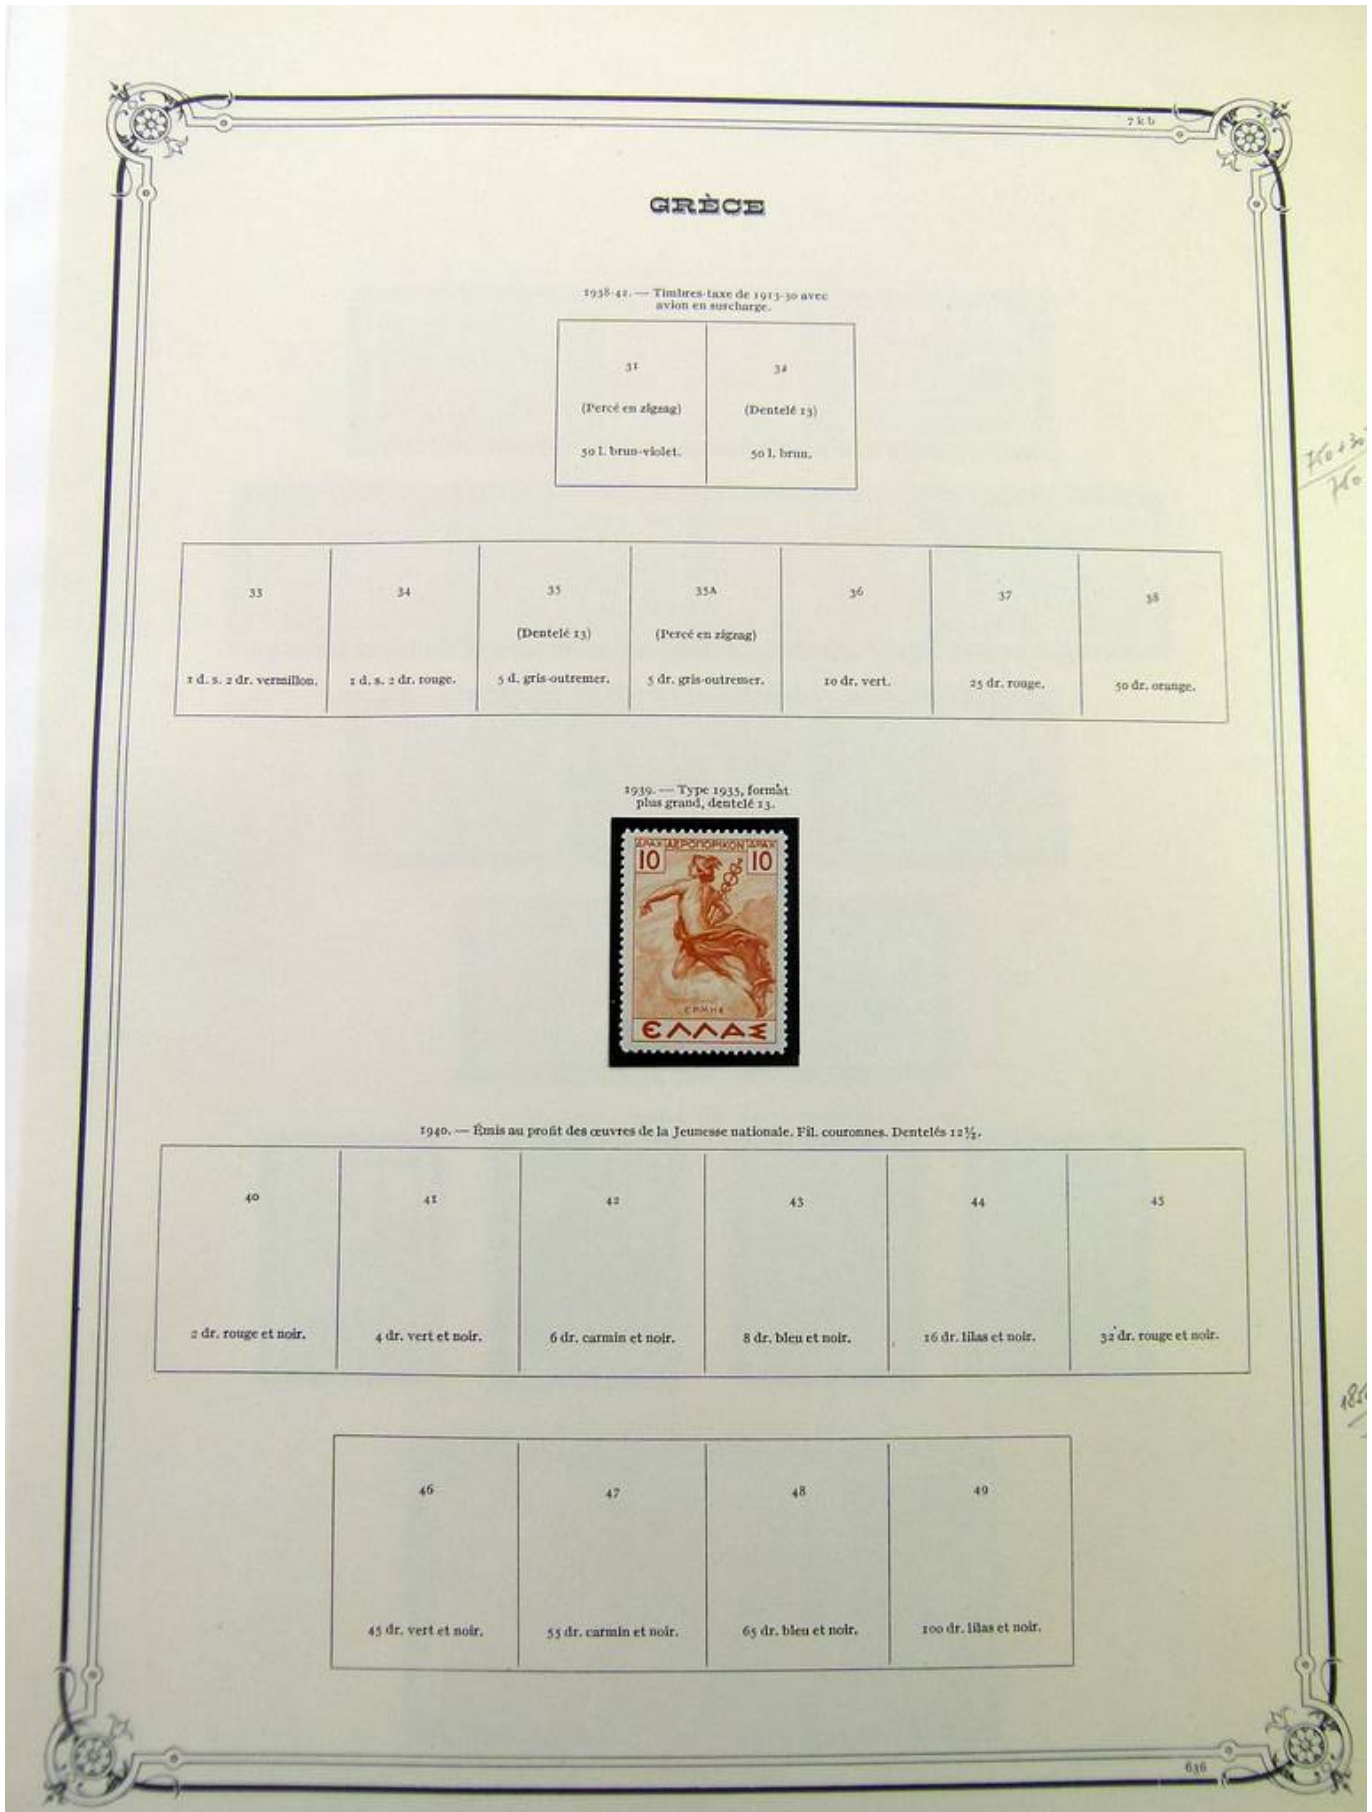 7 k b
GRÈCE
1938-42. — Timbres-taxe de 1913-30 avec
avion en surcharge.
31 32
(Percé en zigzag) (Dentelé 13)
50 l. brun-violet. 50 l. brun.
33 34 35 35A 36 37 38
(Dentelé 13) (Percé en zigzag)
1 d. s. 2 dr. vermillon. 1 d. s. 2 dr. rouge. 5 d. gris-outremer. 5 dr. gris-outremer. 10 dr. vert. 25 dr. rouge. 50 dr. orange.
1939. — Type 1935, format
plus grand, dentelé 13.
ΔΡΑΧ ΑΕΡΟΠΟΡΙΚΟΝ ΔΡΑΧ
10 10
ΕΡΜΗΣ
ΕΛΛΑΣ
1940. — Émis au profit des œuvres de la Jeunesse nationale. Fil. couronnes. Dentelés 12½.
40 41 42 43 44 45
2 dr. rouge et noir. 4 dr. vert et noir. 6 dr. carmin et noir. 8 dr. bleu et noir. 16 dr. lilas et noir. 32 dr. rouge et noir.
46 47 48 49
45 dr. vert et noir. 55 dr. carmin et noir. 65 dr. bleu et noir. 100 dr. lilas et noir.
636